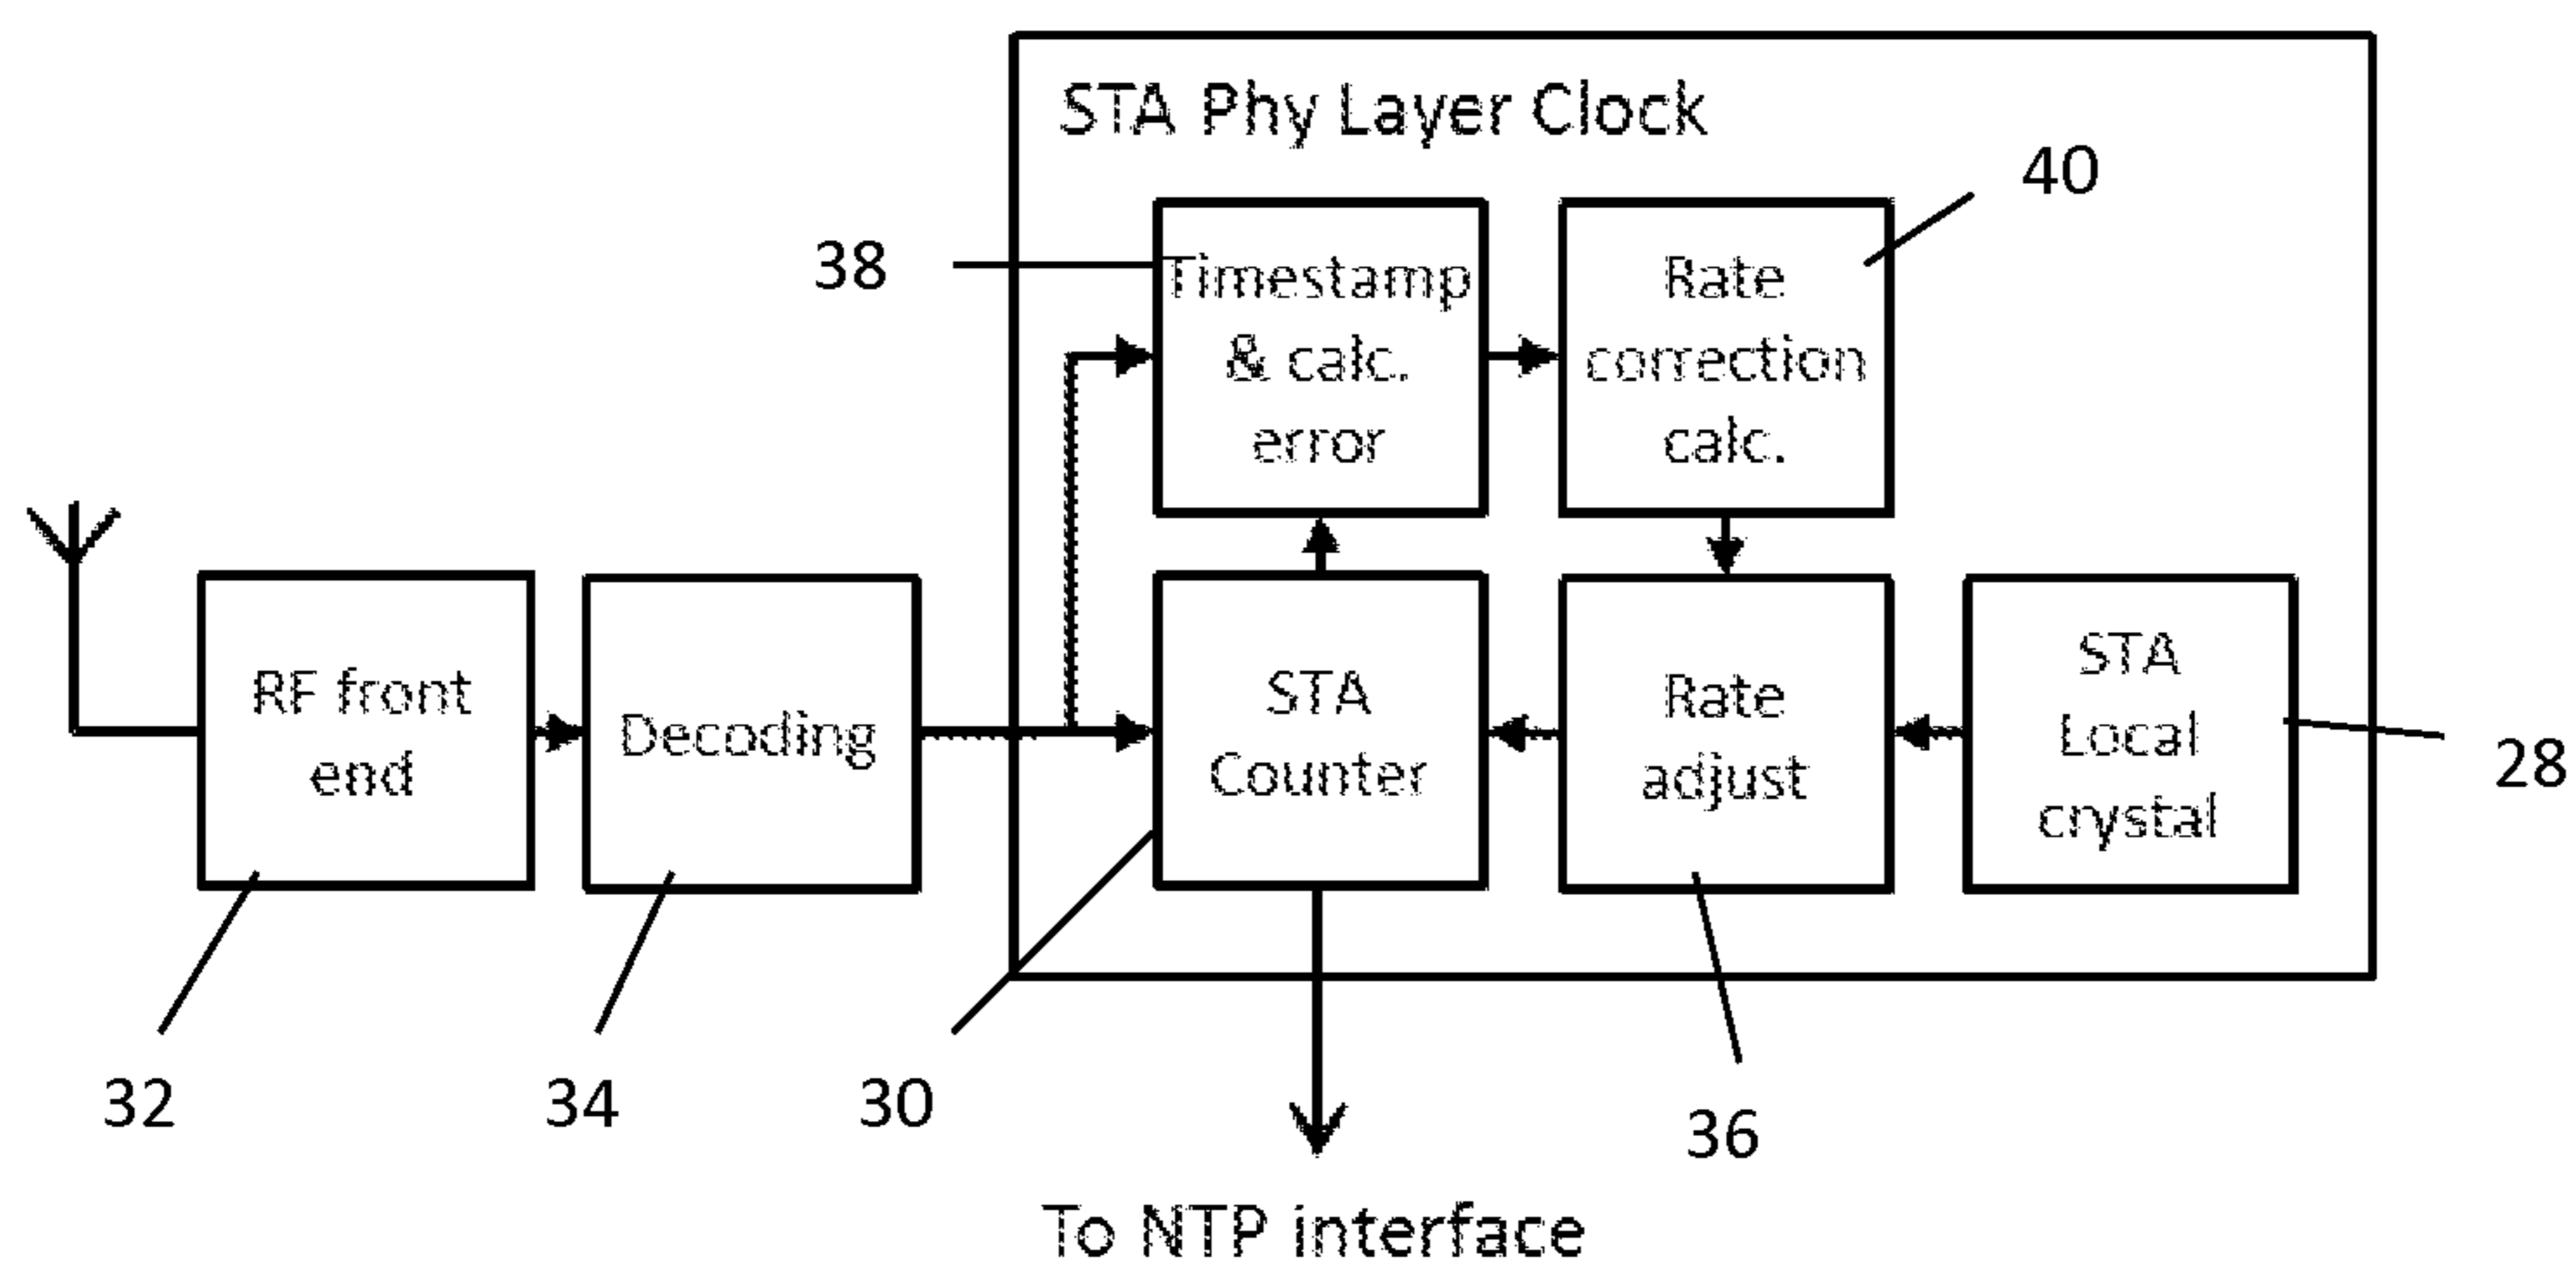 STA Phy Layer Clock
40
38
Timestamp
& calc.
error
Rate
correction
calc.
RF front
end
Decoding
STA
Counter
Rate
adjust
STA
Local
crystal
28
32
34
30
36
To NTP interface